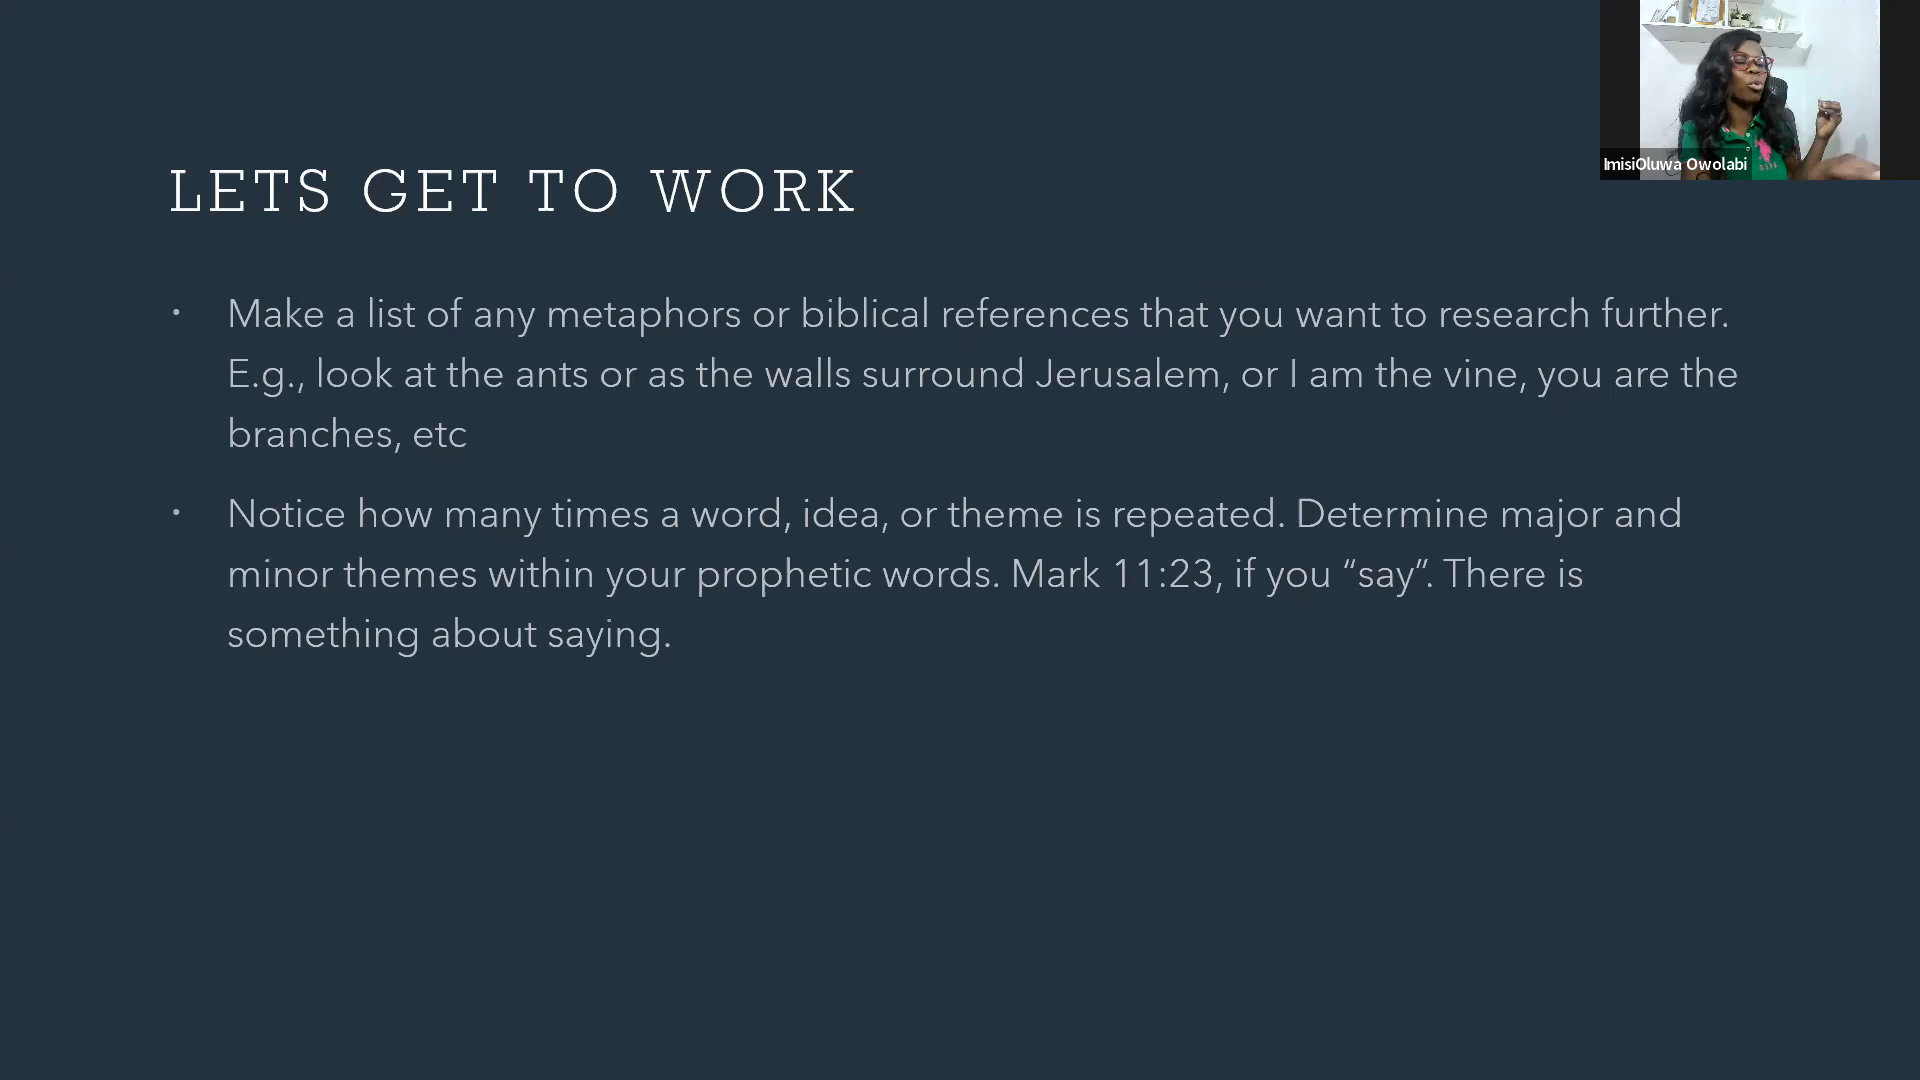 ImisiOluwa Owolabi
LETS GET TO WORK
• Make a list of any metaphors or biblical references that you want to research further.
E.g., look at the ants or as the walls surround Jerusalem, or I am the vine, you are the
branches, etc
• Notice how many times a word, idea, or theme is repeated. Determine major and
minor themes within your prophetic words. Mark 11:23, if you “say”. There is
something about saying.